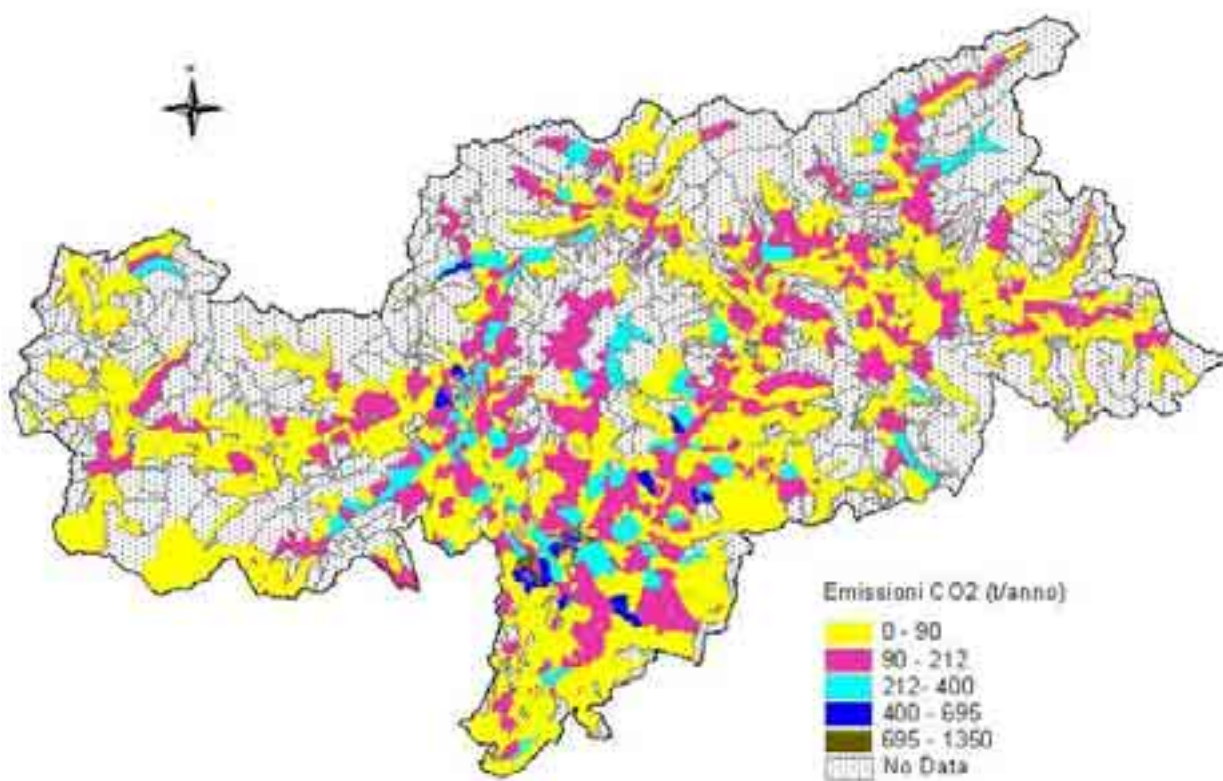 Emissioni CO2 (t/anno)
0 - 90
90 - 212
212- 400
400 - 695
695 - 1350
No Data